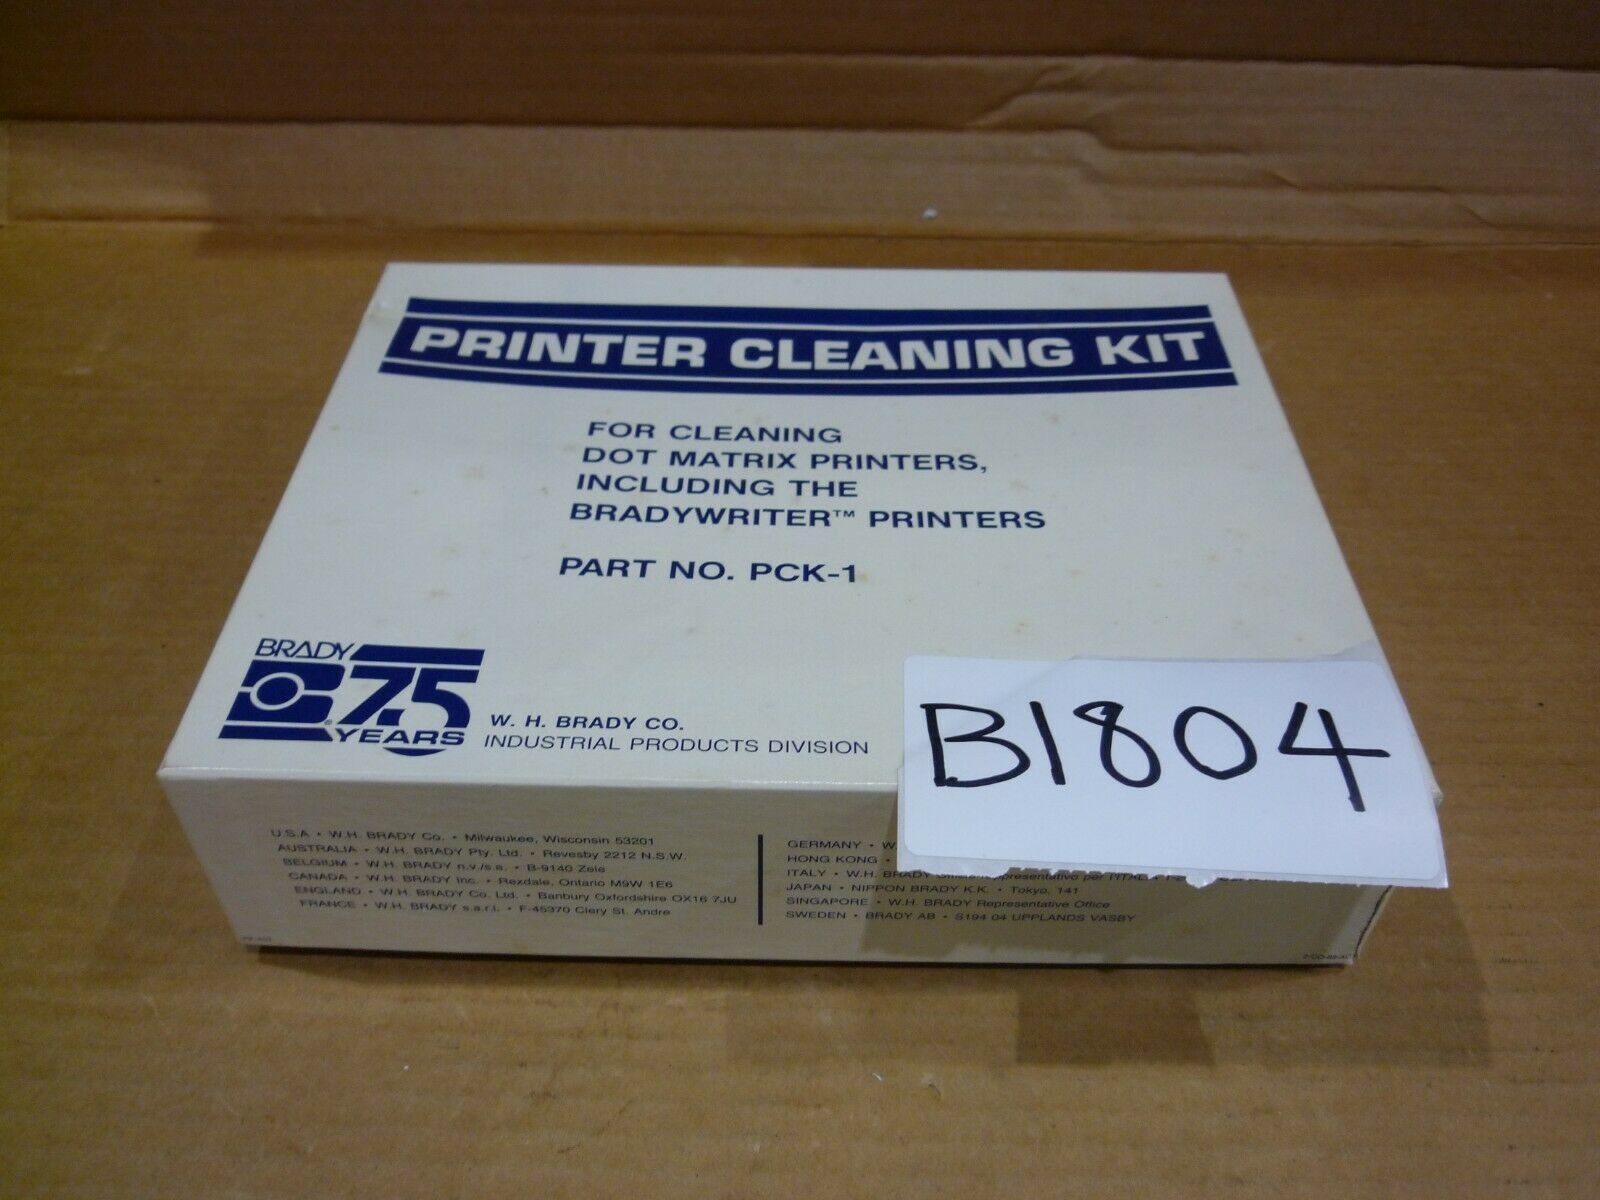 PRINTER CLEANING KIT
FOR CLEANING
DOT MATRIX PRINTERS,
INCLUDING THE
BRADYWRITER™ PRINTERS
PART NO. PCK-1
BRADY
75
YEARS
W. H. BRADY CO.
INDUSTRIAL PRODUCTS DIVISION
B1804
U.S.A • W.H. BRADY Co. • Milwaukee, Wisconsin 53201
AUSTRALIA • W.H. BRADY Pty. Ltd. • Revesby 2212 N.S.W.
BELGIUM • W.H. BRADY n.v./s.a. • B-9140 Zele
CANADA • W.H. BRADY Inc. • Rexdale, Ontario M9W 1E6
ENGLAND • W.H. BRADY Co. Ltd. • Banbury Oxfordshire OX16 7JU
FRANCE • W.H. BRADY s.a.r.l. • F-45370 Clery St. Andre
GERMANY • W
HONG KONG •
ITALY • W.H. BRADY
JAPAN • NIPPON BRADY K.K. • Tokyo, 141
SINGAPORE • W.H. BRADY Representative Office
SWEDEN • BRADY AB • S194 04 UPPLANDS VASBY